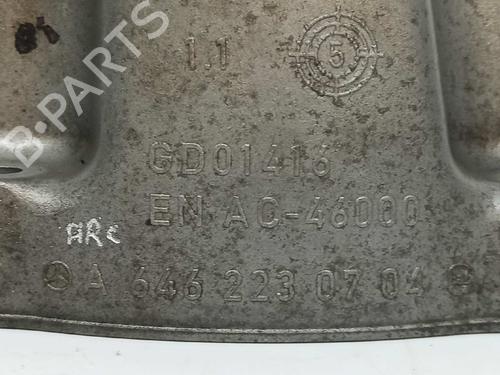 B-PARTS
1.1
5
GD01416
EN AC-46000
ARC
A 646 223 07 04